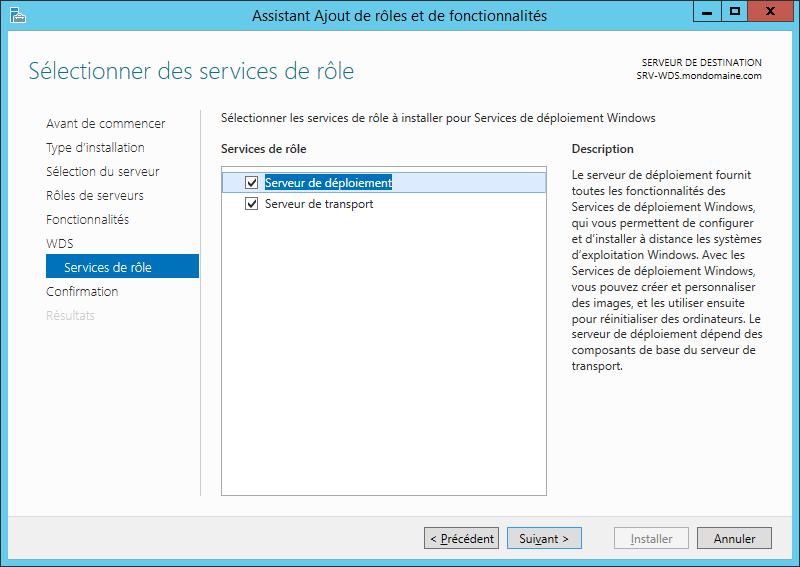 Assistant Ajout de rôles et de fonctionnalités
Sélectionner des services de rôle
SERVEUR DE DESTINATION
SRV-WDS.mondomaine.com
Avant de commencer
Type d'installation
Sélection du serveur
Rôles de serveurs
Fonctionnalités
WDS
Services de rôle
Confirmation
Résultats
Sélectionner les services de rôle à installer pour Services de déploiement Windows
Services de rôle
Serveur de déploiement
Serveur de transport
Description
Le serveur de déploiement fournit
toutes les fonctionnalités des
Services de déploiement Windows,
qui vous permettent de configurer
et d'installer à distance les systèmes
d'exploitation Windows. Avec les
Services de déploiement Windows,
vous pouvez créer et personnaliser
des images, et les utiliser ensuite
pour réinitialiser des ordinateurs. Le
serveur de déploiement dépend des
composants de base du serveur de
transport.
< Précédent
Suivant >
Installer
Annuler